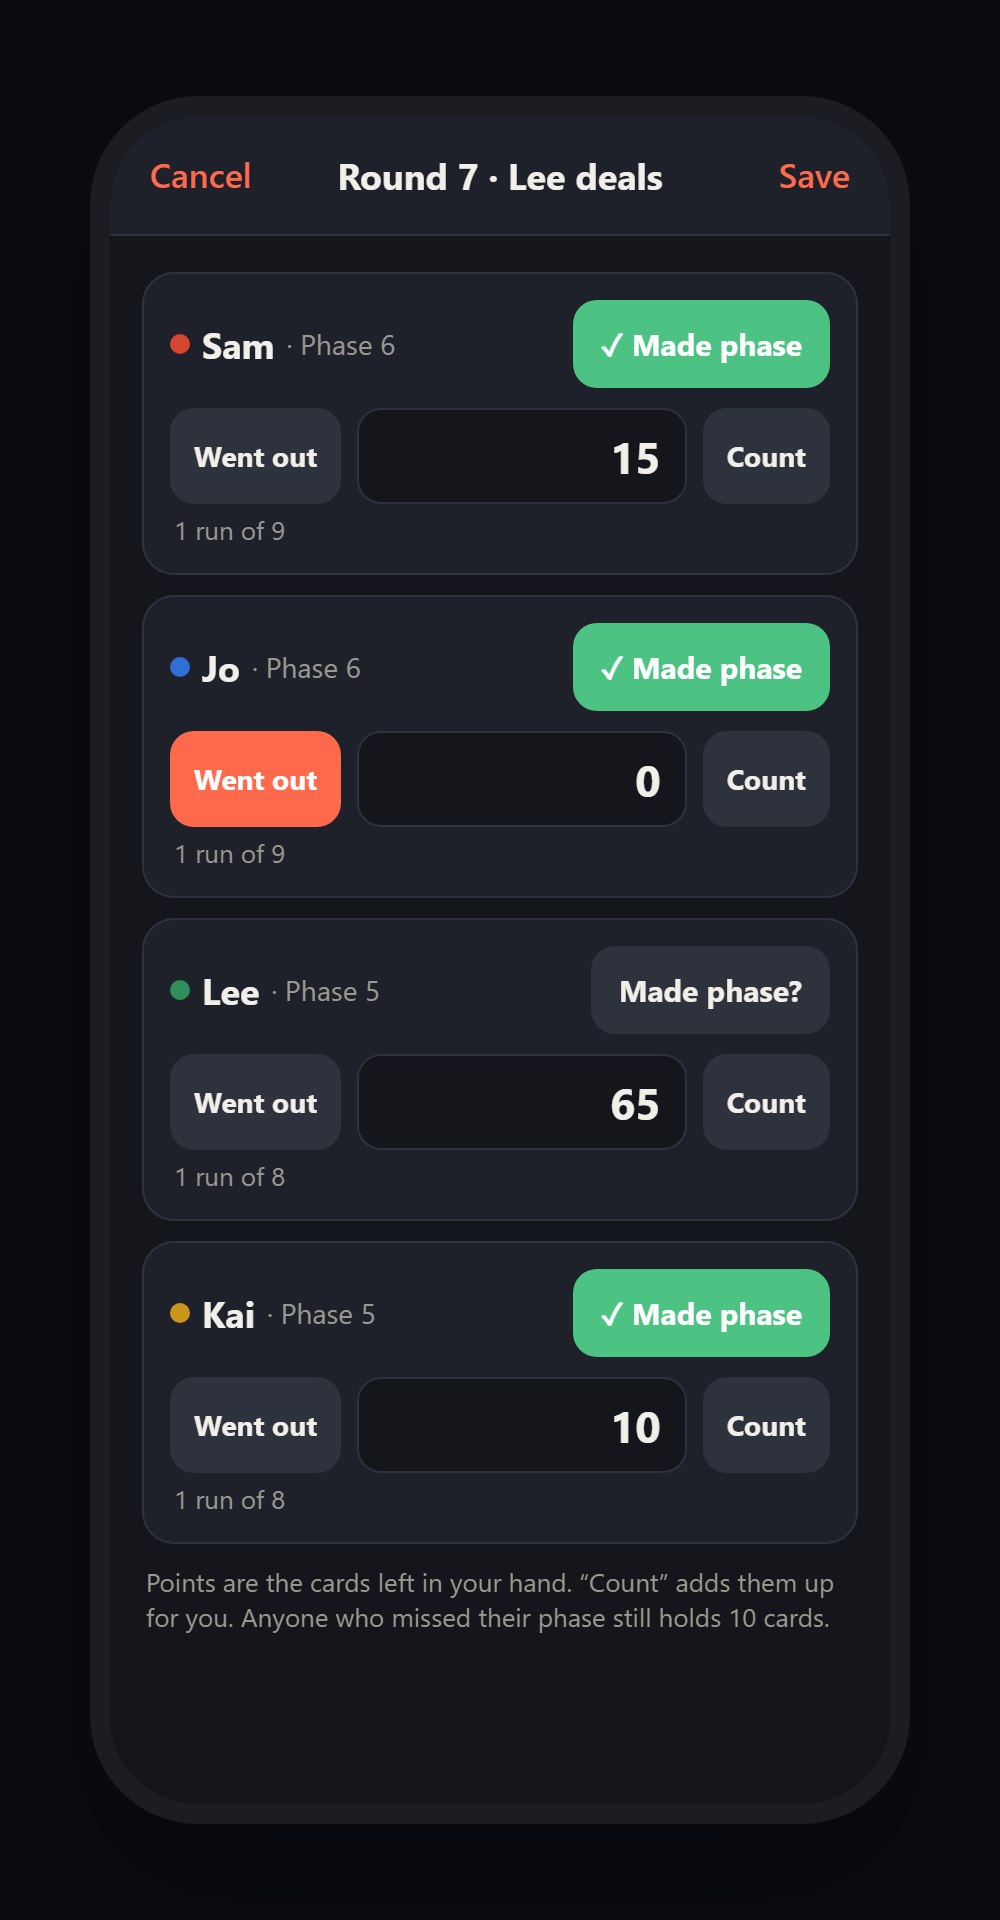 Cancel Round 7 · Lee deals Save
Sam · Phase 6 ✓ Made phase
Went out 15 Count
1 run of 9
Jo · Phase 6 ✓ Made phase
Went out 0 Count
1 run of 9
Lee · Phase 5 Made phase?
Went out 65 Count
1 run of 8
Kai · Phase 5 ✓ Made phase
Went out 10 Count
1 run of 8
Points are the cards left in your hand. “Count” adds them up
for you. Anyone who missed their phase still holds 10 cards.